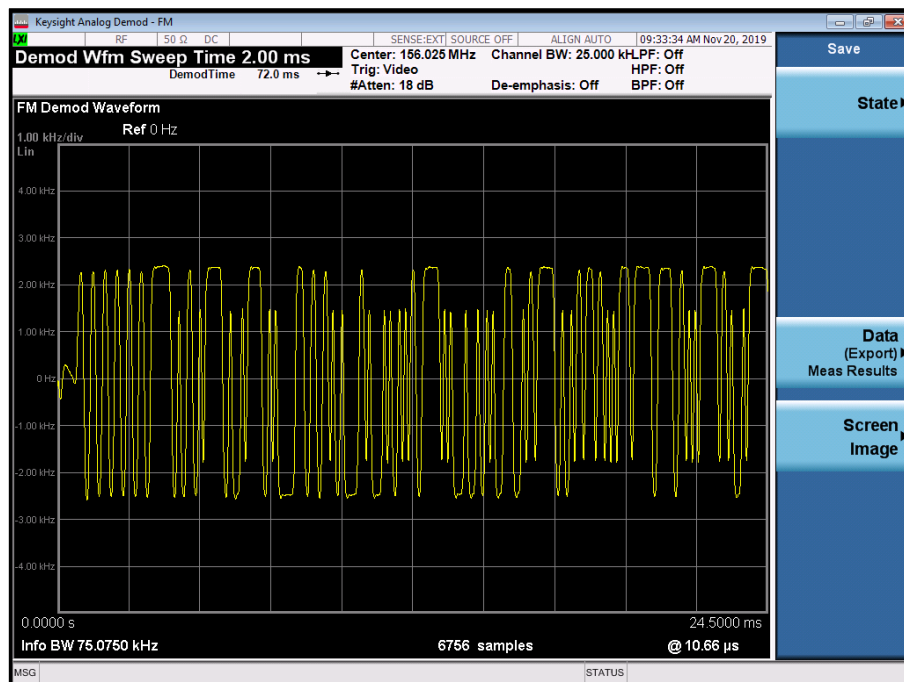 Keysight Analog Demod - FM
LXI RF 50 Ω DC SENSE:EXT SOURCE OFF ALIGN AUTO 09:33:34 AM Nov 20, 2019
Demod Wfm Sweep Time 2.00 ms
DemodTime 72.0 ms
Center: 156.025 MHz Channel BW: 25.000 kHLPF: Off
Trig: Video HPF: Off
#Atten: 18 dB De-emphasis: Off BPF: Off
FM Demod Waveform
1.00 kHz/div Ref 0 Hz
Lin
4.00 kHz
3.00 kHz
2.00 kHz
1.00 kHz
0 Hz
-1.00 kHz
-2.00 kHz
-3.00 kHz
-4.00 kHz
0.0000 s 24.5000 ms
Info BW 75.0750 kHz 6756 samples @ 10.66 µs
MSG STATUS
Save
State
Data
(Export)
Meas Results
Screen
Image